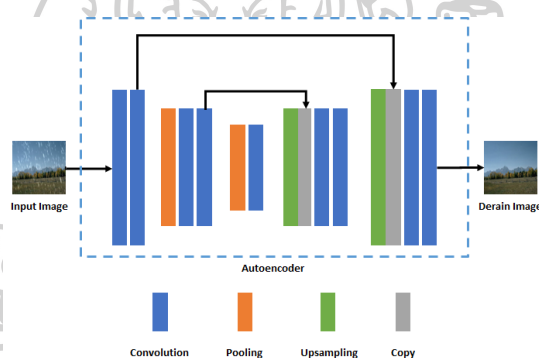 Input Image
Derain Image
Autoencoder
Convolution
Pooling
Upsampling
Copy